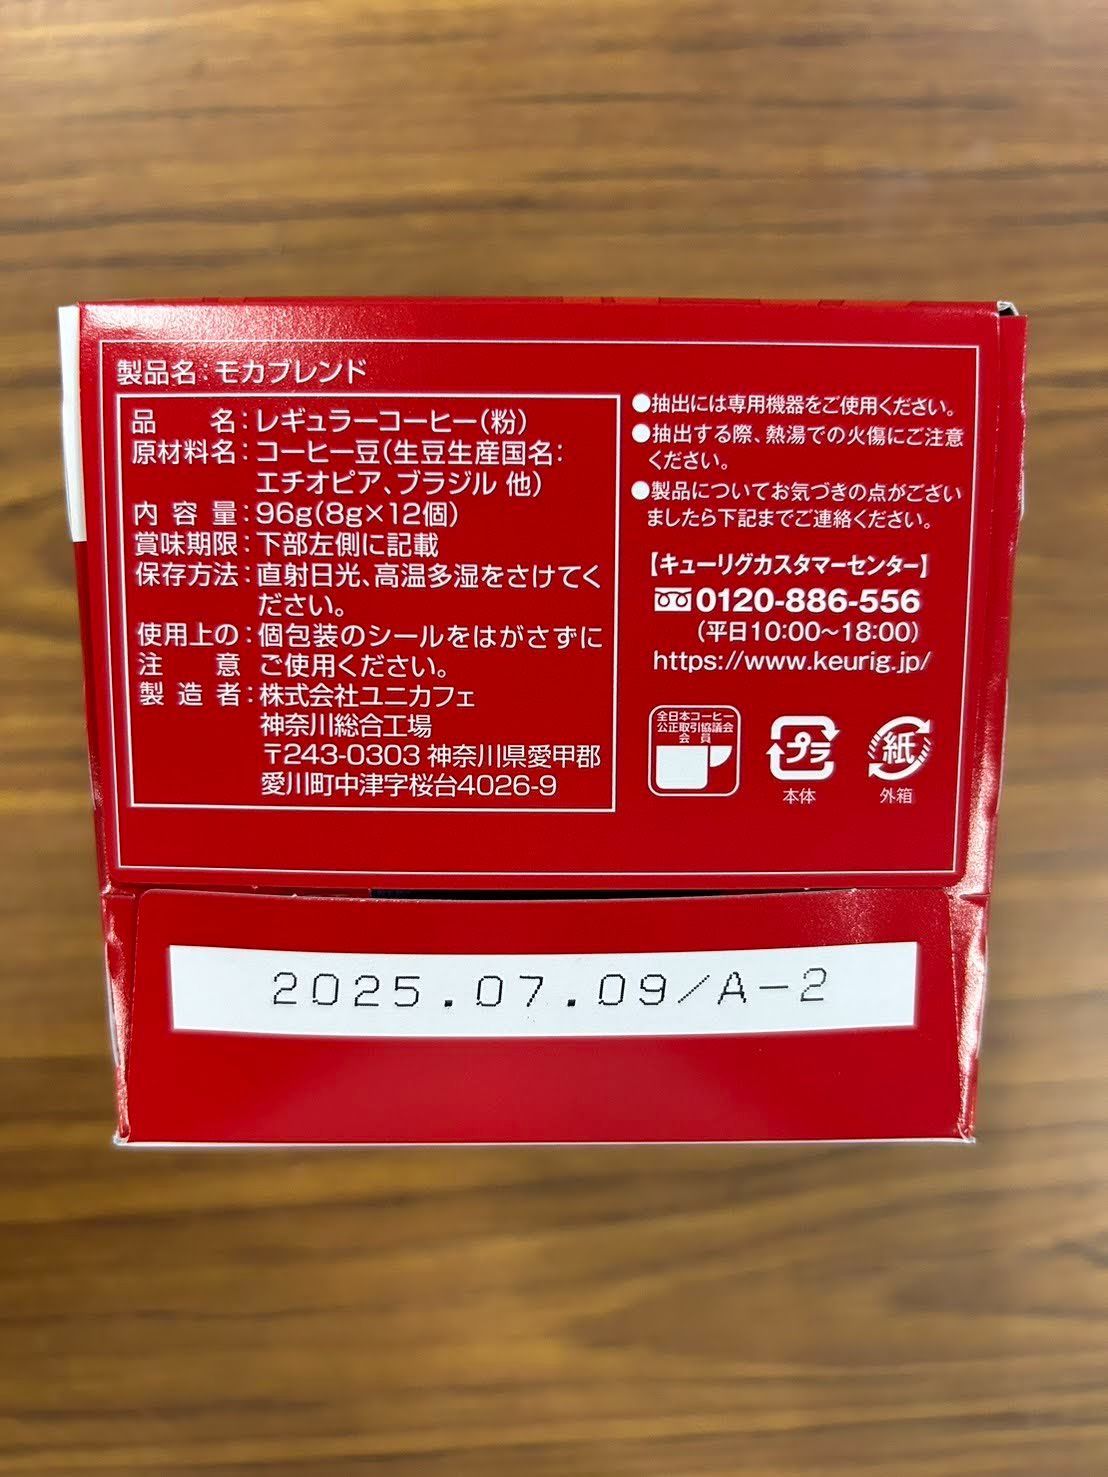 製品名：モカブレンド
品名：レギュラーコーヒー（粉）
原材料名：コーヒー豆（生豆生産国名：
エチオピア、ブラジル 他）
内容量：96g（8g×12個）
賞味期限：下部左側に記載
保存方法：直射日光、高温多湿をさけてく
ださい。
使用上の：個包装のシールをはがさずに
注意 ご使用ください。
製造者：株式会社ユニカフェ
神奈川総合工場
〒243-0303 神奈川県愛甲郡
愛川町中津字桜台4026-9
●抽出には専用機器をご使用ください。
●抽出する際、熱湯での火傷にご注意
ください。
●製品についてお気づきの点がござい
ましたら下記までご連絡ください。
【キューリグカスタマーセンター】
0120-886-556
（平日10:00～18:00）
https://www.keurig.jp/
全日本コーヒー
公正取引協議会
会員
プラ
本体
紙
外箱
2025.07.09/A-2